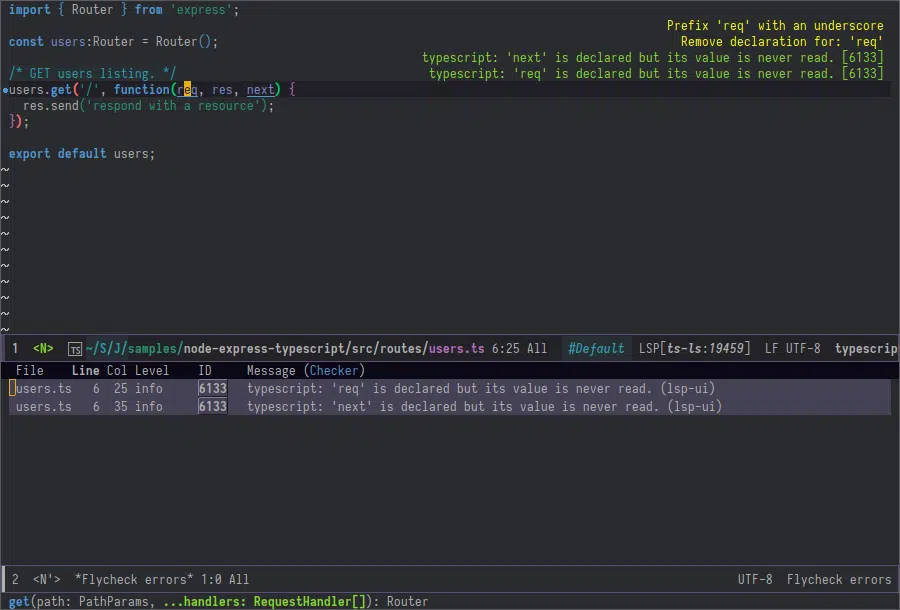 import { Router } from 'express';
Prefix 'req' with an underscore
const users:Router = Router();
Remove declaration for: 'req'
typescript: 'next' is declared but its value is never read. [6133]
/* GET users listing. */
typescript: 'req' is declared but its value is never read. [6133]
users.get('/', function(req, res, next) {
res.send('respond with a resource');
});
export default users;
~
~
~
~
~
~
~
~
~
~
~
1 <N> TS ~/S/J/samples/node-express-typescript/src/routes/users.ts 6:25 All #Default LSP[ts-ls:19459] LF UTF-8 typescrip
File Line Col Level ID Message (Checker)
users.ts 6 25 info 6133 typescript: 'req' is declared but its value is never read. (lsp-ui)
users.ts 6 35 info 6133 typescript: 'next' is declared but its value is never read. (lsp-ui)
2 <N'> *Flycheck errors* 1:0 All UTF-8 Flycheck errors
get(path: PathParams, ...handlers: RequestHandler[]): Router